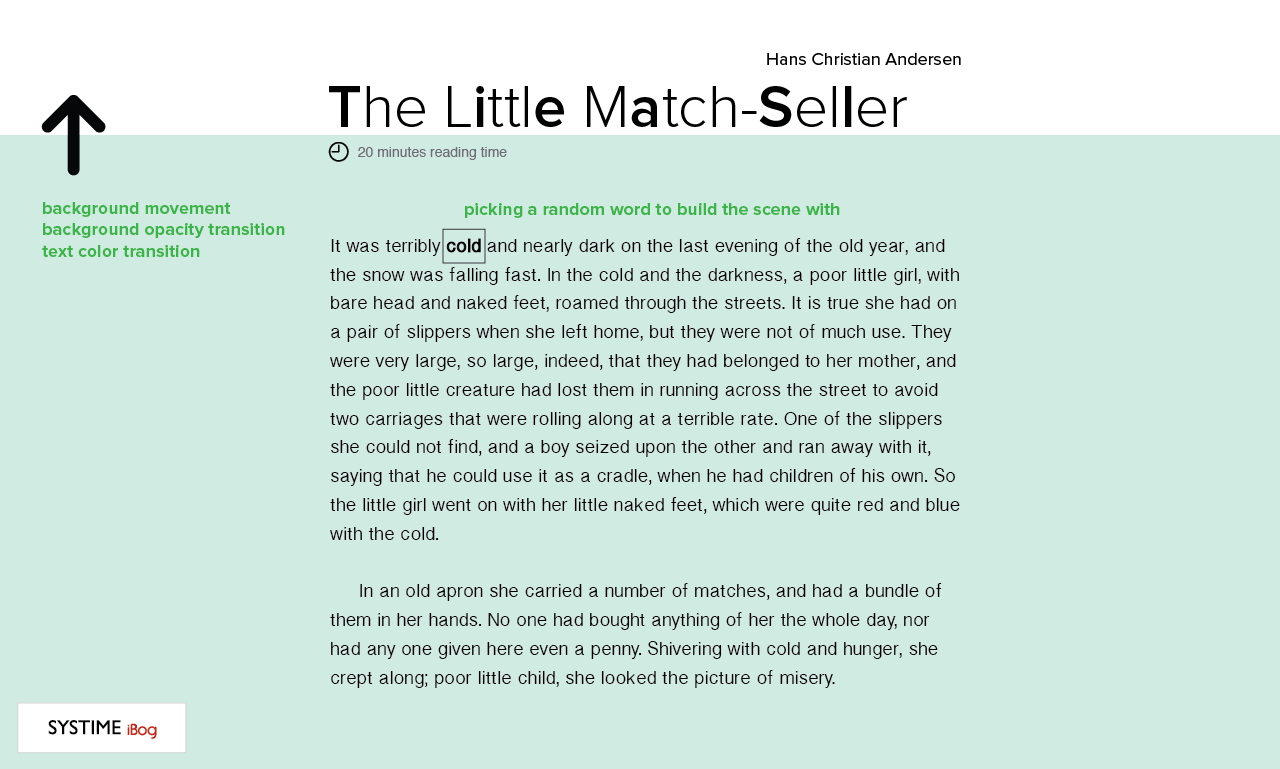 Hans Christian Andersen
The Little Match-Seller
20 minutes reading time
background movement
background opacity transition
text color transition
picking a random word to build the scene with
It was terribly cold and nearly dark on the last evening of the old year, and
the snow was falling fast. In the cold and the darkness, a poor little girl, with
bare head and naked feet, roamed through the streets. It is true she had on
a pair of slippers when she left home, but they were not of much use. They
were very large, so large, indeed, that they had belonged to her mother, and
the poor little creature had lost them in running across the street to avoid
two carriages that were rolling along at a terrible rate. One of the slippers
she could not find, and a boy seized upon the other and ran away with it,
saying that he could use it as a cradle, when he had children of his own. So
the little girl went on with her little naked feet, which were quite red and blue
with the cold.
In an old apron she carried a number of matches, and had a bundle of
them in her hands. No one had bought anything of her the whole day, nor
had any one given here even a penny. Shivering with cold and hunger, she
crept along; poor little child, she looked the picture of misery.
SYSTIME iBog